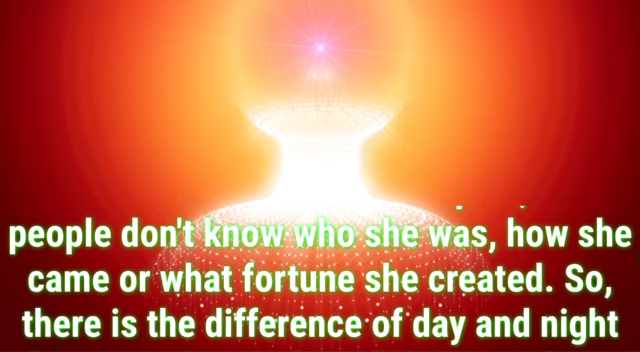 people don't know who she was, how she
came or what fortune she created. So,
there is the difference of day and night